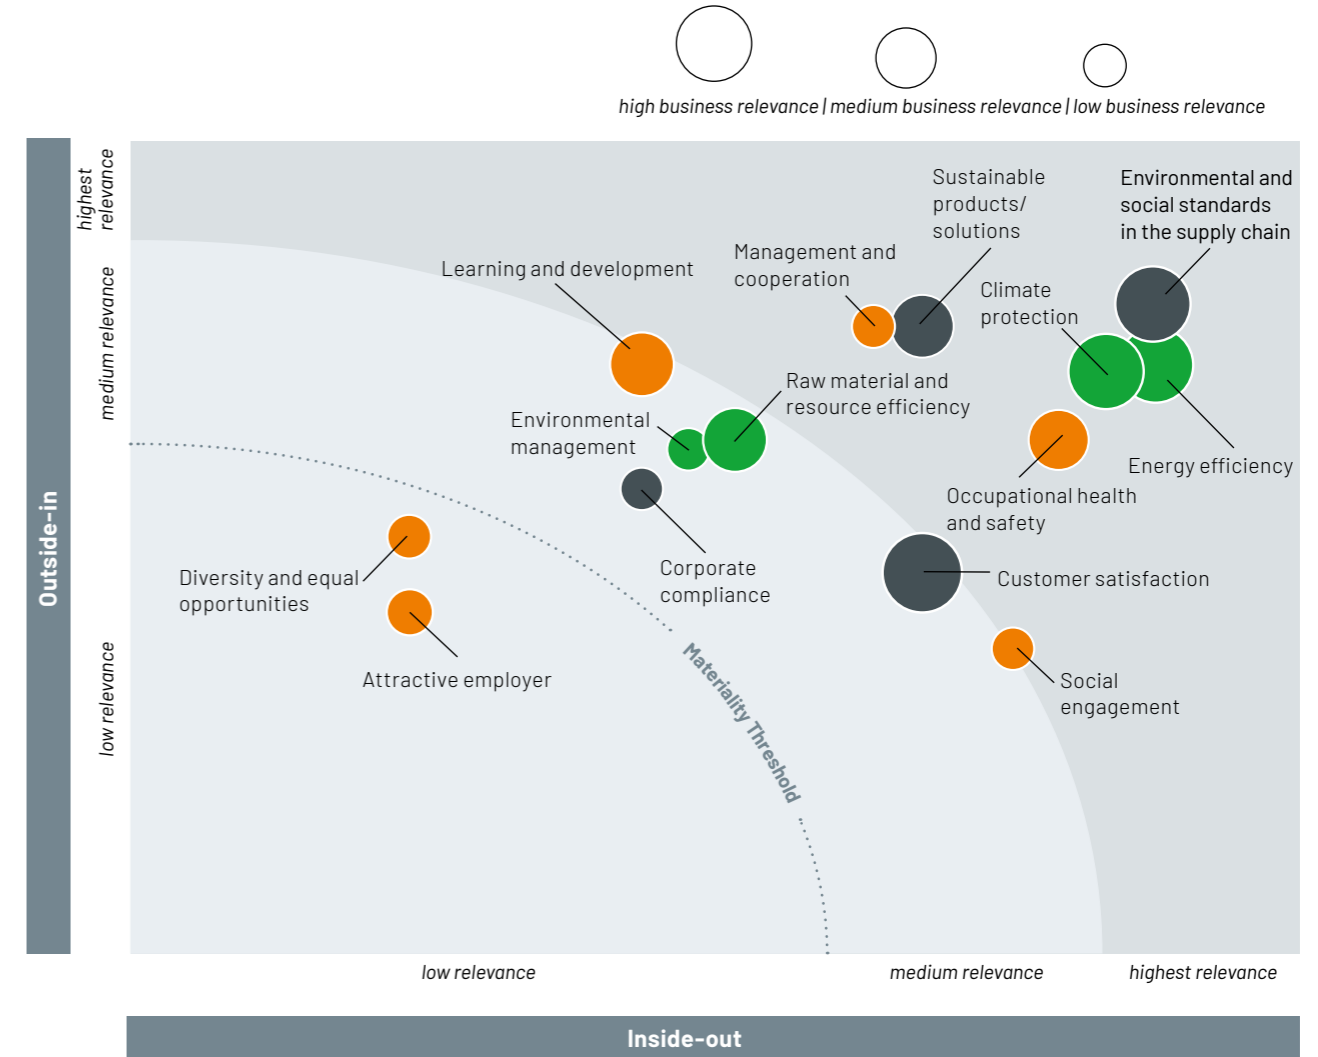 high business relevance | medium business relevance | low business relevance
highest
relevance
medium relevance
low relevance
Outside-in
Sustainable
products/
solutions
Environmental and
social standards
in the supply chain
Management and
cooperation
Learning and development
Climate
protection
Raw material and
resource efficiency
Environmental
management
Energy efficiency
Occupational health
and safety
Corporate
compliance
Customer satisfaction
Diversity and equal
opportunities
Attractive employer
Social
engagement
Materiality Threshold
low relevance
medium relevance
highest relevance
Inside-out